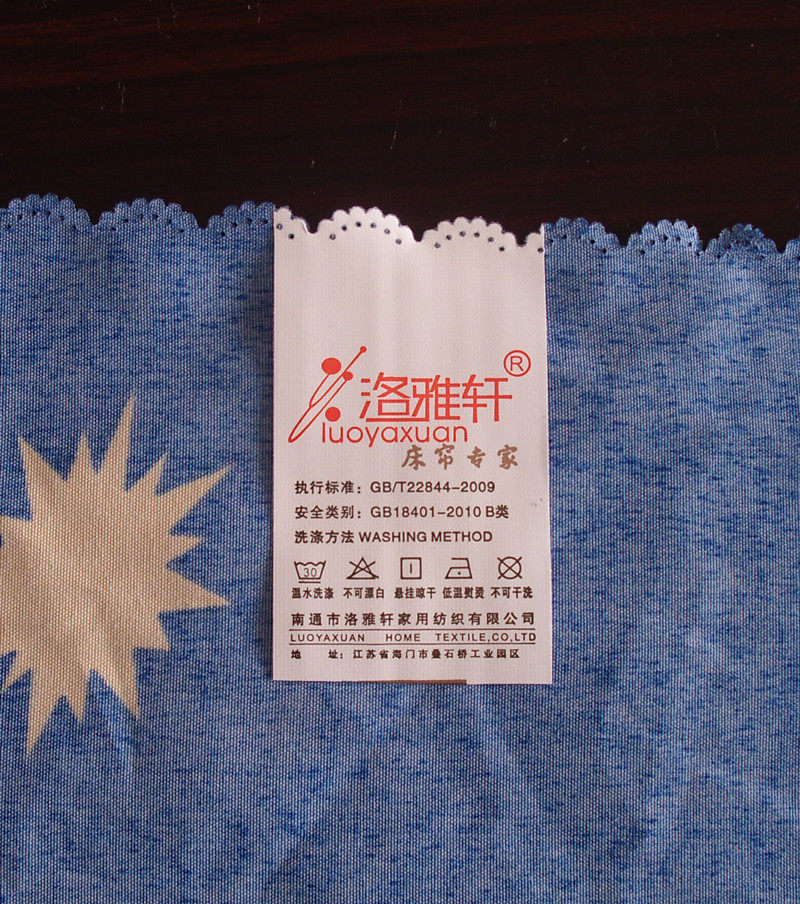 洛雅轩®
luoyaxuan
床帘专家
执行标准：GB/T22844-2009
安全类别：GB18401-2010 B类
洗涤方法 WASHING METHOD
30
温水洗涤 不可漂白 悬挂晾干 低温熨烫 不可干洗
南通市洛雅轩家用纺织有限公司
LUOYAXUAN HOME TEXTILE,CO,LTD
地 址：江苏省海门市叠石桥工业园区